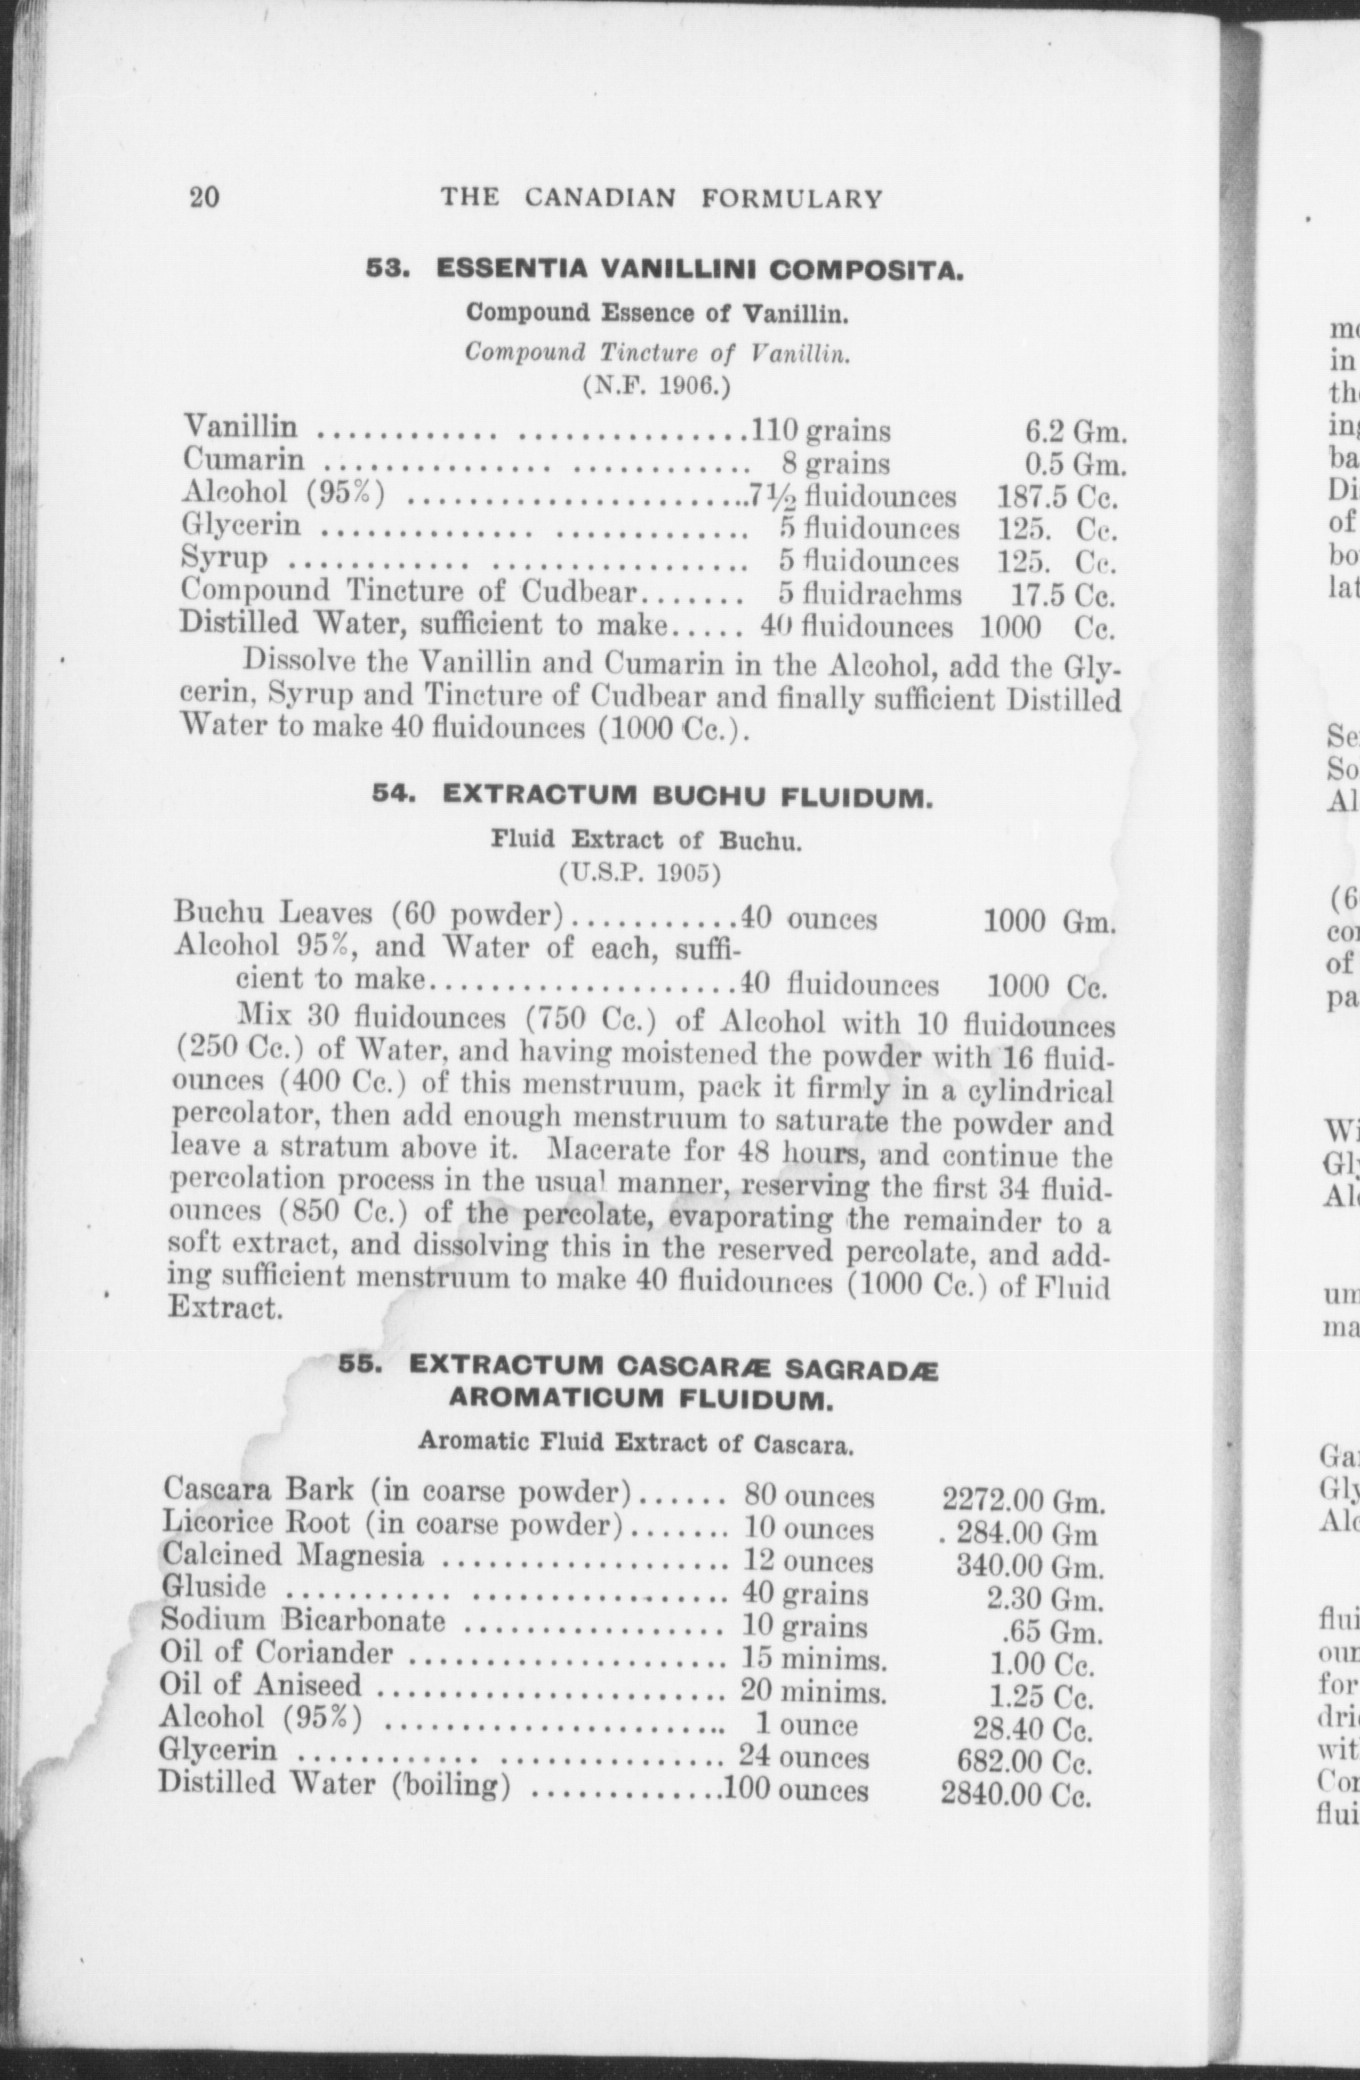 20 THE CANADIAN FORMULARY
53. ESSENTIA VANILLINI COMPOSITA.
Compound Essence of Vanillin.
Compound Tincture of Vanillin.
(N.F. 1906.)
Vanillin ............ ...............110 grains 6.2 Gm.
Cumarin ............... ............ 8 grains 0.5 Gm.
Alcohol (95%) .......................7½ fluidounces 187.5 Cc.
Glycerin .............. ............. 5 fluidounces 125. Cc.
Syrup ............ ................. 5 fluidounces 125. Cc.
Compound Tincture of Cudbear....... 5 fluidrachms 17.5 Cc.
Distilled Water, sufficient to make..... 40 fluidounces 1000 Cc.
Dissolve the Vanillin and Cumarin in the Alcohol, add the Gly-
cerin, Syrup and Tincture of Cudbear and finally sufficient Distilled
Water to make 40 fluidounces (1000 Cc.).
54. EXTRACTUM BUCHU FLUIDUM.
Fluid Extract of Buchu.
(U.S.P. 1905)
Buchu Leaves (60 powder)...........40 ounces 1000 Gm.
Alcohol 95%, and Water of each, suffi-
cient to make....................40 fluidounces 1000 Cc.
Mix 30 fluidounces (750 Cc.) of Alcohol with 10 fluidounces
(250 Cc.) of Water, and having moistened the powder with 16 fluid-
ounces (400 Cc.) of this menstruum, pack it firmly in a cylindrical
percolator, then add enough menstruum to saturate the powder and
leave a stratum above it. Macerate for 48 hours, and continue the
percolation process in the usual manner, reserving the first 34 fluid-
ounces (850 Cc.) of the percolate, evaporating the remainder to a
soft extract, and dissolving this in the reserved percolate, and add-
ing sufficient menstruum to make 40 fluidounces (1000 Cc.) of Fluid
Extract.
55. EXTRACTUM CASCARÆ SAGRADÆ
AROMATICUM FLUIDUM.
Aromatic Fluid Extract of Cascara.
Cascara Bark (in coarse powder)...... 80 ounces 2272.00 Gm.
Licorice Root (in coarse powder)....... 10 ounces . 284.00 Gm
Calcined Magnesia ................... 12 ounces 340.00 Gm.
Gluside ........... ................. 40 grains 2.30 Gm.
Sodium Bicarbonate ................. 10 grains .65 Gm.
Oil of Coriander ..................... 15 minims. 1.00 Cc.
Oil of Aniseed ....................... 20 minims. 1.25 Cc.
Alcohol (95%) ...................... 1 ounce 28.40 Cc.
Glycerin ............ ............... 24 ounces 682.00 Cc.
Distilled Water (boiling) .............100 ounces 2840.00 Cc.
in
of
of